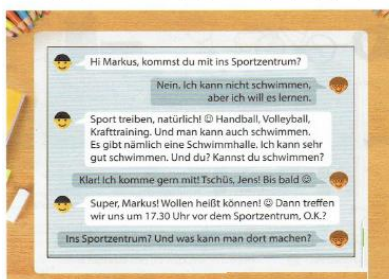 Hi Markus, kommst du mit ins Sportzentrum?
Nein. Ich kann nicht schwimmen,
aber ich will es lernen.
Sport treiben, natürlich! ☺ Handball, Volleyball,
Krafttraining. Und man kann auch schwimmen.
Es gibt nämlich eine Schwimmhalle. Ich kann sehr
gut schwimmen. Und du? Kannst du schwimmen?
Klar! Ich komme gern mit! Tschüs, Jens! Bis bald ☺
Super, Markus! Wollen heißt können! ☺ Dann treffen
wir uns um 17.30 Uhr vor dem Sportzentrum, O.K.?
Ins Sportzentrum? Und was kann man dort machen?